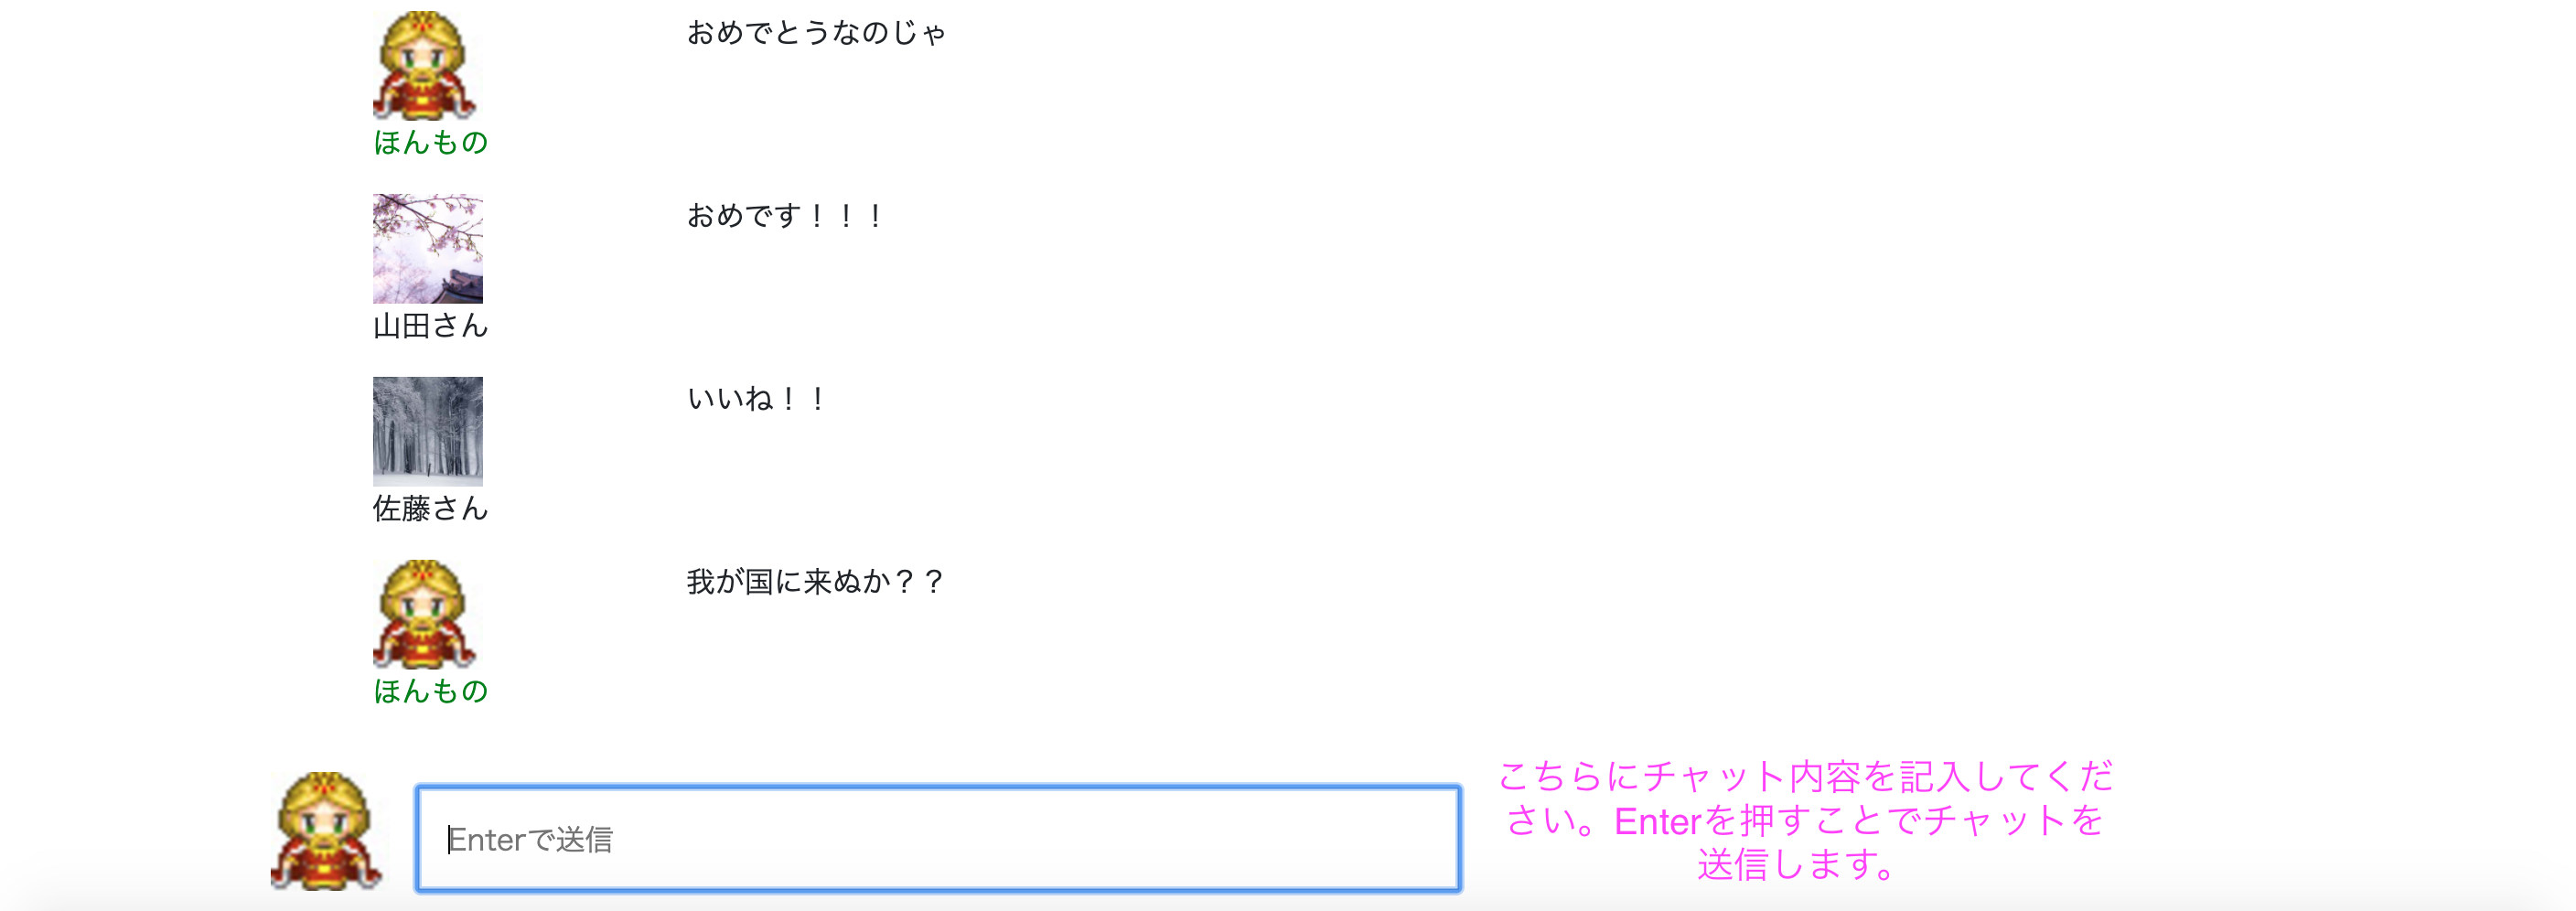 おめでとうなのじゃ
ほんもの
おめです！！！
山田さん
いいね！！
佐藤さん
我が国に来ぬか？？
ほんもの
Enterで送信
こちらにチャット内容を記入してくだ
さい。Enterを押すことでチャットを
送信します。